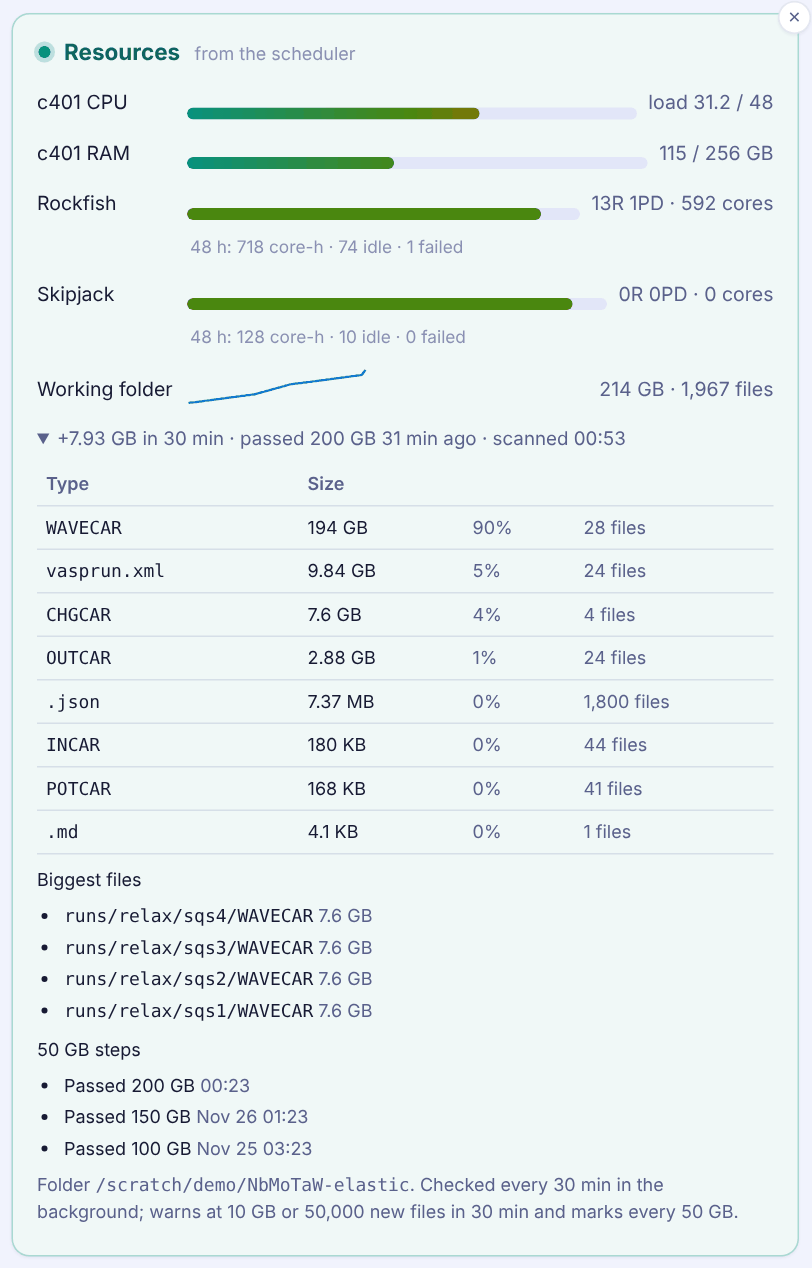 Resources from the scheduler
c401 CPU load 31.2 / 48
c401 RAM 115 / 256 GB
Rockfish 13R 1PD · 592 cores
48 h: 718 core-h · 74 idle · 1 failed
Skipjack 0R 0PD · 0 cores
48 h: 128 core-h · 10 idle · 0 failed
Working folder 214 GB · 1,967 files
▼ +7.93 GB in 30 min · passed 200 GB 31 min ago · scanned 00:53
Type Size
WAVECAR 194 GB 90% 28 files
vasprun.xml 9.84 GB 5% 24 files
CHGCAR 7.6 GB 4% 4 files
OUTCAR 2.88 GB 1% 24 files
.json 7.37 MB 0% 1,800 files
INCAR 180 KB 0% 44 files
POTCAR 168 KB 0% 41 files
.md 4.1 KB 0% 1 files
Biggest files
• runs/relax/sqs4/WAVECAR 7.6 GB
• runs/relax/sqs3/WAVECAR 7.6 GB
• runs/relax/sqs2/WAVECAR 7.6 GB
• runs/relax/sqs1/WAVECAR 7.6 GB
50 GB steps
• Passed 200 GB 00:23
• Passed 150 GB Nov 26 01:23
• Passed 100 GB Nov 25 03:23
Folder /scratch/demo/NbMoTaW-elastic. Checked every 30 min in the
background; warns at 10 GB or 50,000 new files in 30 min and marks every 50 GB.